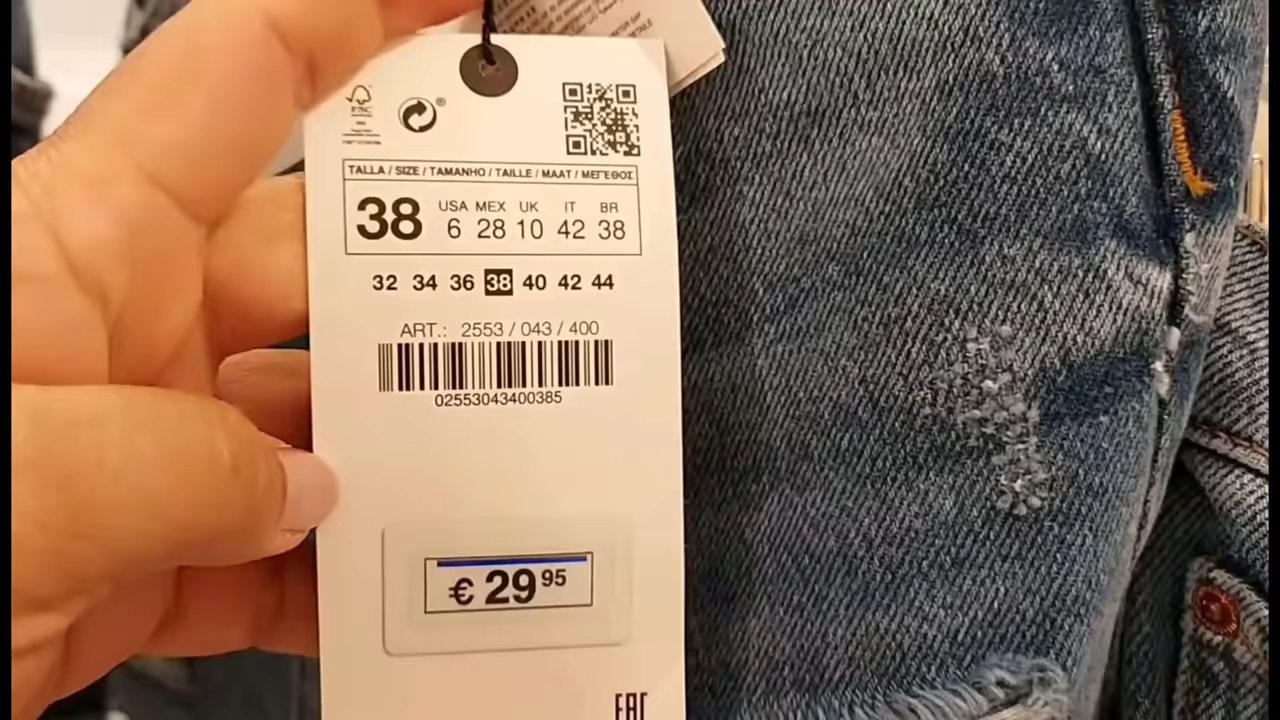 FSC
®
TALLA / SIZE / TAMANHO / TAILLE / MAAT / ΜΕΓΕΘΟΣ
38
USA MEX UK IT BR
6 28 10 42 38
32 34 36 38 40 42 44
ART.: 2553 / 043 / 400
02553043400385
€ 29 95
EAC